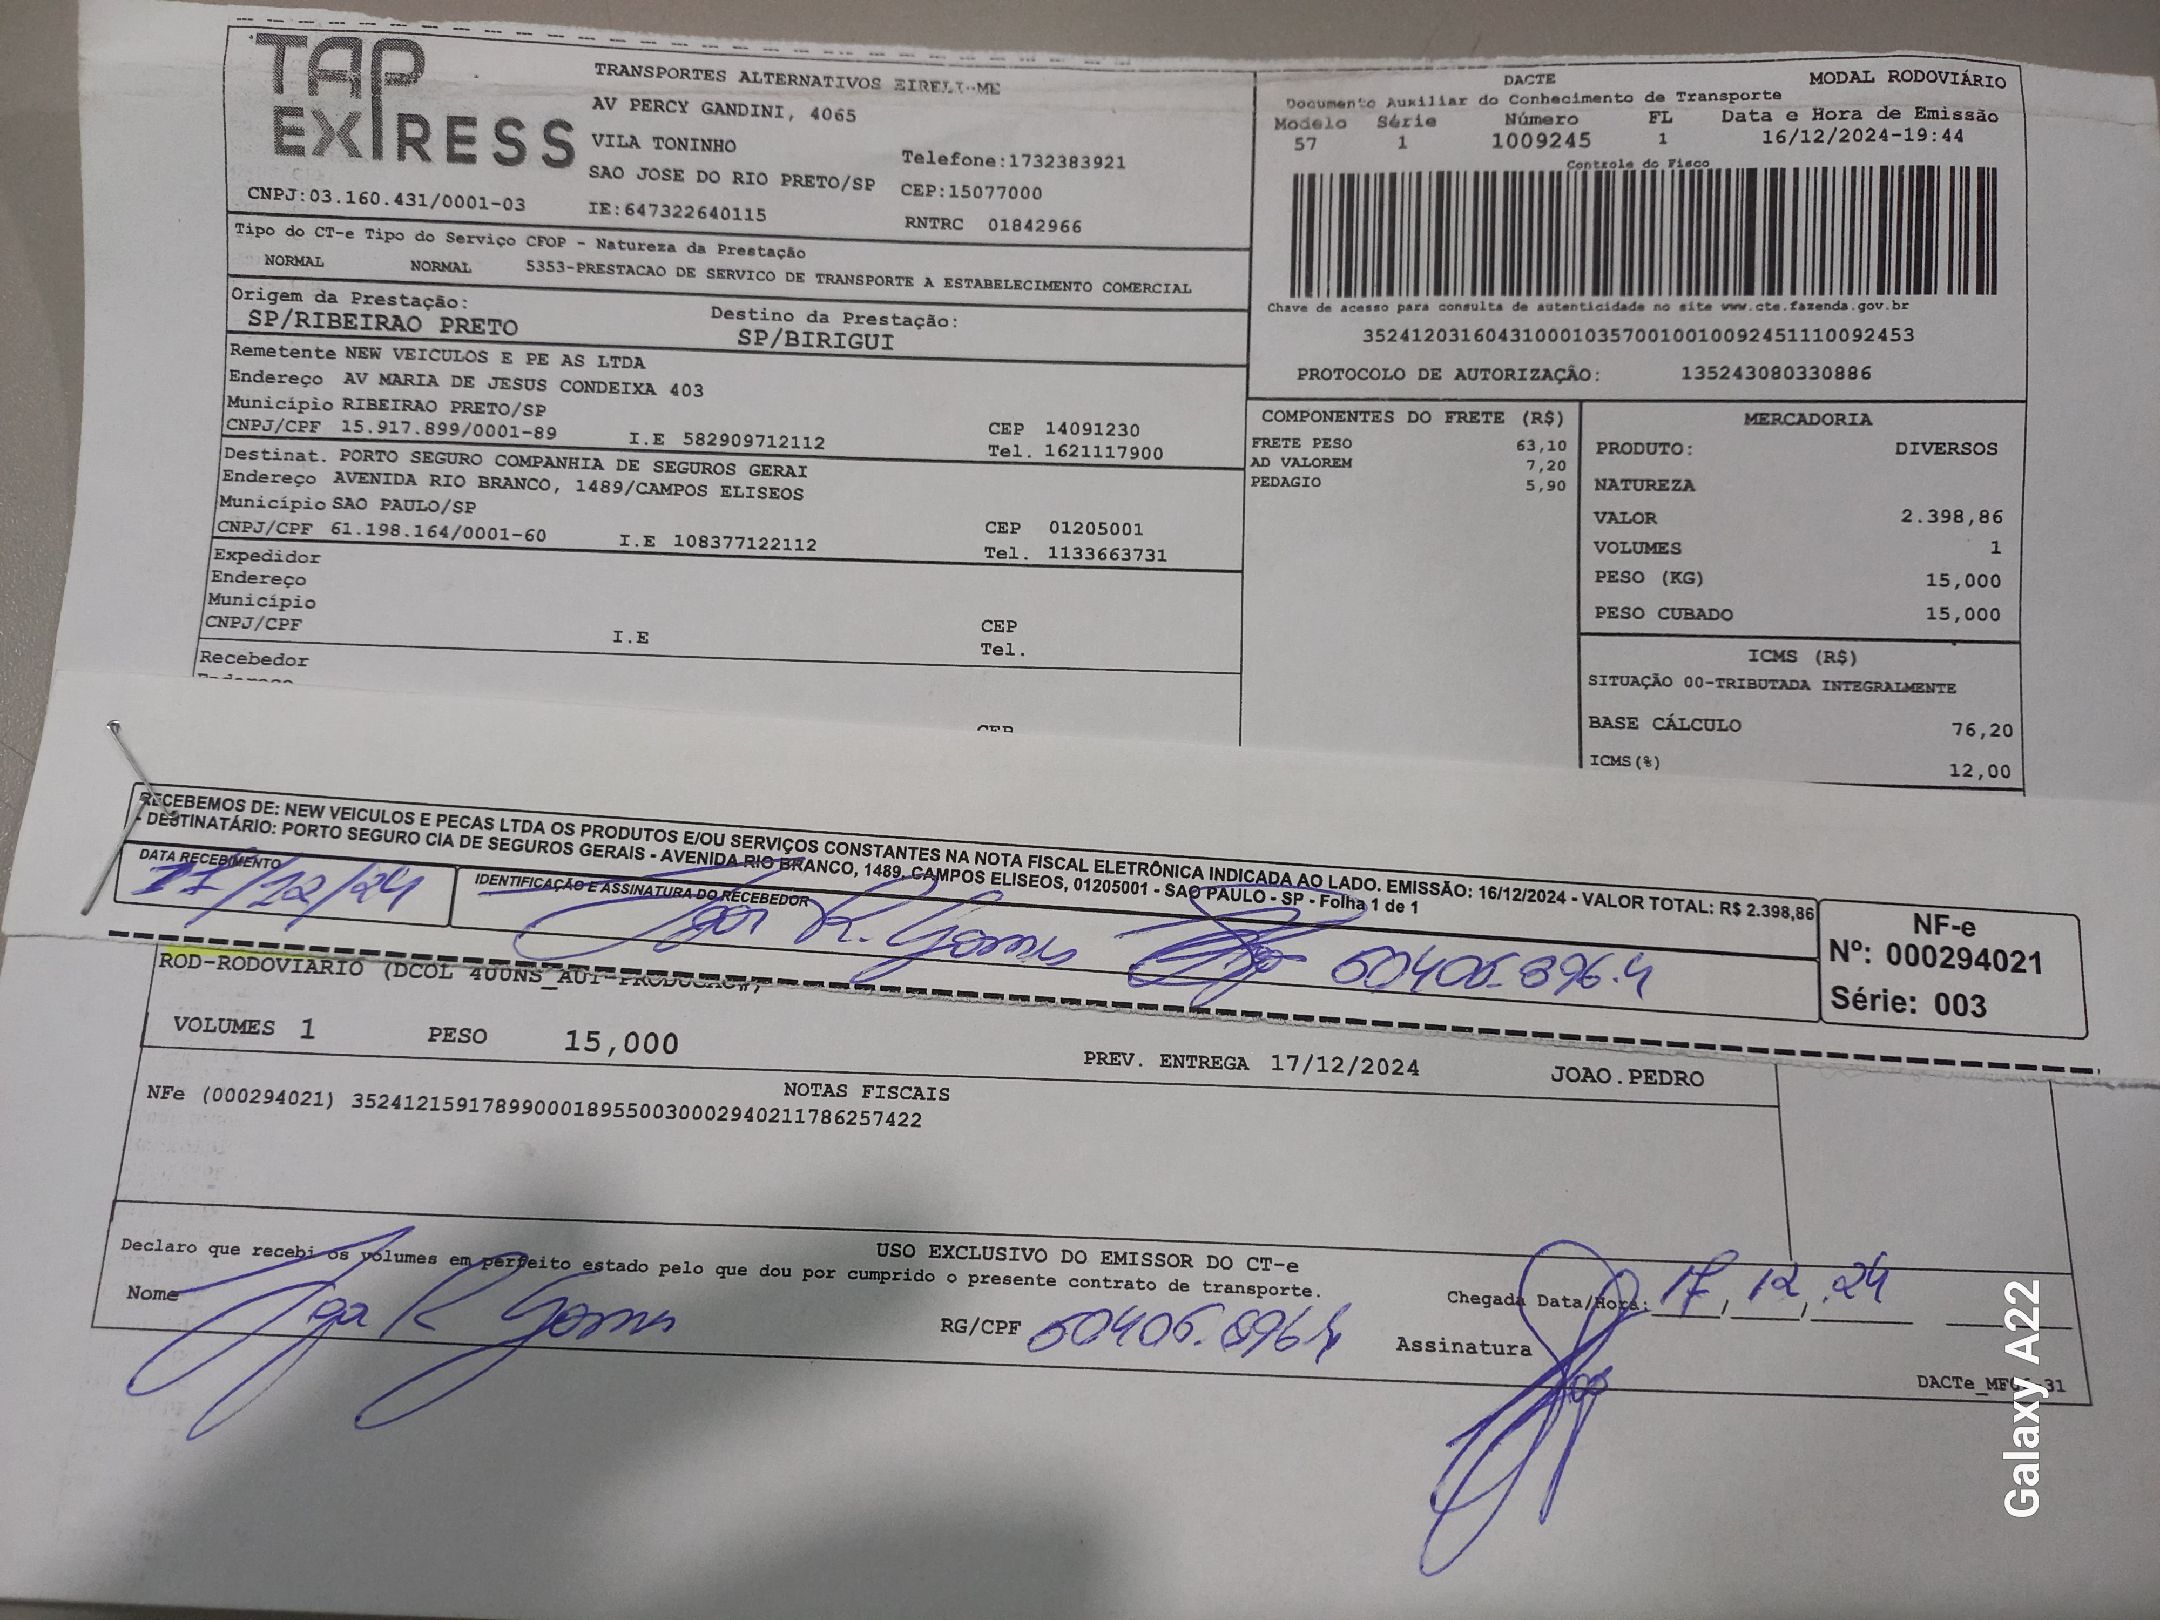 TAP EXPRESS
TRANSPORTES ALTERNATIVOS EIRELI-ME
AV PERCY GANDINI, 4065
VILA TONINHO
Telefone:1732383921
SAO JOSE DO RIO PRETO/SP CEP:15077000
CNPJ:03.160.431/0001-03 IE:647322640115 RNTRC 01842966
Tipo do CT-e Tipo do Serviço CFOP - Natureza da Prestação
NORMAL NORMAL 5353-PRESTACAO DE SERVICO DE TRANSPORTE A ESTABELECIMENTO COMERCIAL
Origem da Prestação: Destino da Prestação:
SP/RIBEIRAO PRETO SP/BIRIGUI
Remetente NEW VEICULOS E PE AS LTDA
Endereço AV MARIA DE JESUS CONDEIXA 403
Município RIBEIRAO PRETO/SP CEP 14091230
CNPJ/CPF 15.917.899/0001-89 I.E 582909712112 Tel. 1621117900
Destinat. PORTO SEGURO COMPANHIA DE SEGUROS GERAI
Endereço AVENIDA RIO BRANCO, 1489/CAMPOS ELISEOS
Município SAO PAULO/SP CEP 01205001
CNPJ/CPF 61.198.164/0001-60 I.E 108377122112 Tel. 1133663731
Expedidor
Endereço
Município CEP
CNPJ/CPF I.E Tel.
Recebedor
Endereço
CEP
DACTE MODAL RODOVIÁRIO
Documento Auxiliar do Conhecimento de Transporte
Modelo Série Número FL Data e Hora de Emissão
57 1 1009245 1 16/12/2024-19:44
Controle do Fisco
Chave de acesso para consulta de autenticidade no site www.cte.fazenda.gov.br
35241203160431000103570010010092451110092453
PROTOCOLO DE AUTORIZAÇÃO: 135243080330886
COMPONENTES DO FRETE (R$)
FRETE PESO 63,10
AD VALOREM 7,20
PEDAGIO 5,90
MERCADORIA
PRODUTO: DIVERSOS
NATUREZA
VALOR 2.398,86
VOLUMES 1
PESO (KG) 15,000
PESO CUBADO 15,000
ICMS (R$)
SITUAÇÃO 00-TRIBUTADA INTEGRALMENTE
BASE CÁLCULO 76,20
ICMS(%) 12,00
RECEBEMOS DE: NEW VEICULOS E PECAS LTDA OS PRODUTOS E/OU SERVIÇOS CONSTANTES NA NOTA FISCAL ELETRÔNICA INDICADA AO LADO. EMISSÃO: 16/12/2024 - VALOR TOTAL: R$ 2.398,86
- DESTINATÁRIO: PORTO SEGURO CIA DE SEGUROS GERAIS - AVENIDA RIO BRANCO, 1489, CAMPOS ELISEOS, 01205001 - SAO PAULO - SP - Folha 1 de 1
DATA RECEBIMENTO IDENTIFICAÇÃO E ASSINATURA DO RECEBEDOR
17/12/24
NF-e
Nº: 000294021
Série: 003
ROD-RODOVIARIO (DCOL 400NS_AUT-PRODUCAO#)
VOLUMES 1 PESO 15,000 PREV. ENTREGA 17/12/2024 JOAO.PEDRO
NOTAS FISCAIS
NFe (000294021) 35241215917899000189550030002940211786257422
USO EXCLUSIVO DO EMISSOR DO CT-e
Declaro que recebi os volumes em perfeito estado pelo que dou por cumprido o presente contrato de transporte.
Nome RG/CPF Chegada Data/Hora: 17, 12, 24
Assinatura
DACTe_MF 31
Galaxy A22